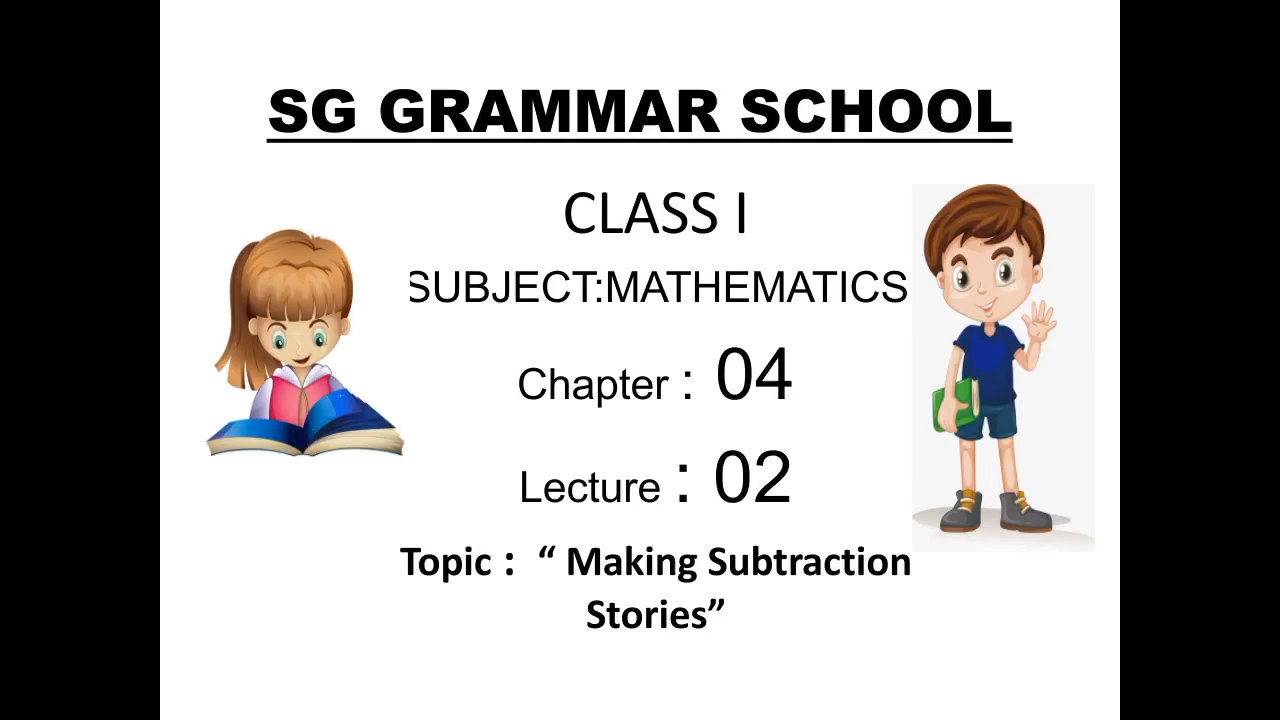 SG GRAMMAR SCHOOL
CLASS I
SUBJECT:MATHEMATICS
Chapter : 04
Lecture : 02
Topic : “ Making Subtraction
Stories”